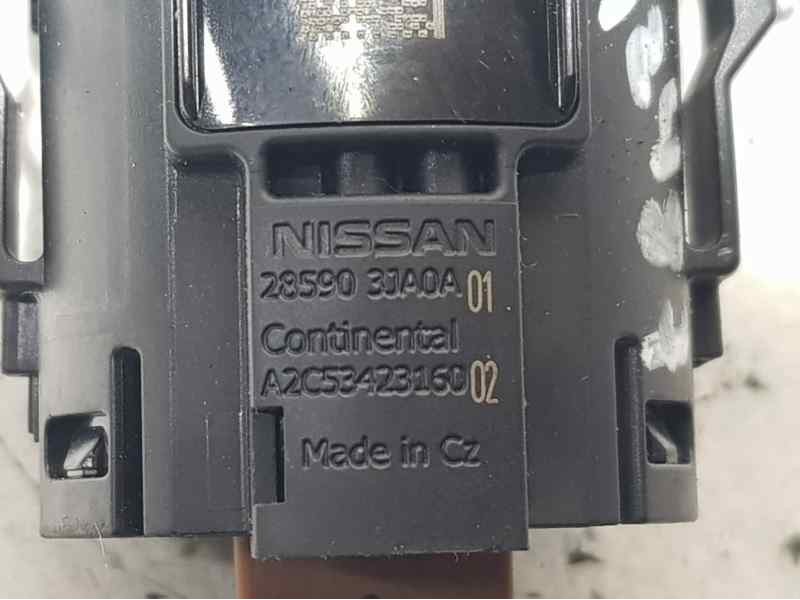 NISSAN
28590 3JA0A 01
Continental
A2C53423160 02
Made in Cz